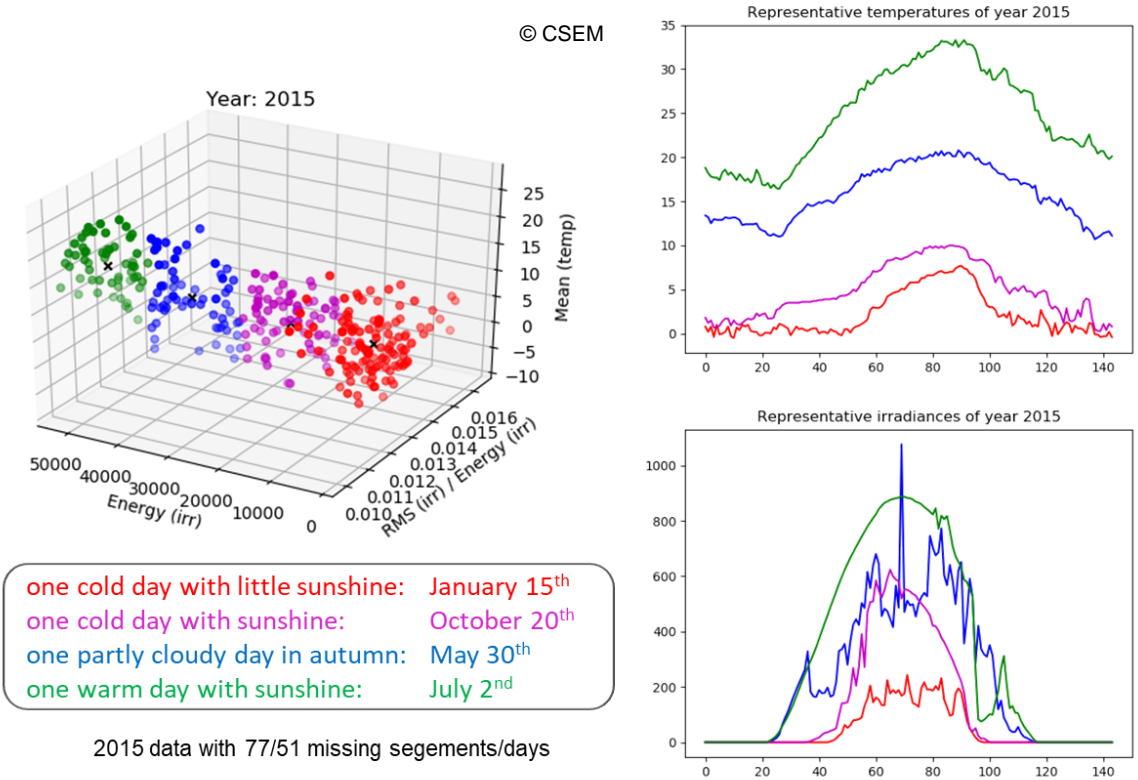 © CSEM
Year: 2015
25
20
15
10
5
0
−5
−10
Mean (temp)
50000
40000
30000
20000
10000
0
Energy (irr)
0.016
0.015
0.014
0.013
0.012
0.011
0.010
RMS (irr) / Energy (irr)
Representative temperatures of year 2015
35
30
25
20
15
10
5
0
0 20 40 60 80 100 120 140
Representative irradiances of year 2015
1000
800
600
400
200
0
0 20 40 60 80 100 120 140
one cold day with little sunshine: January 15th
one cold day with sunshine: October 20th
one partly cloudy day in autumn: May 30th
one warm day with sunshine: July 2nd
2015 data with 77/51 missing segements/days